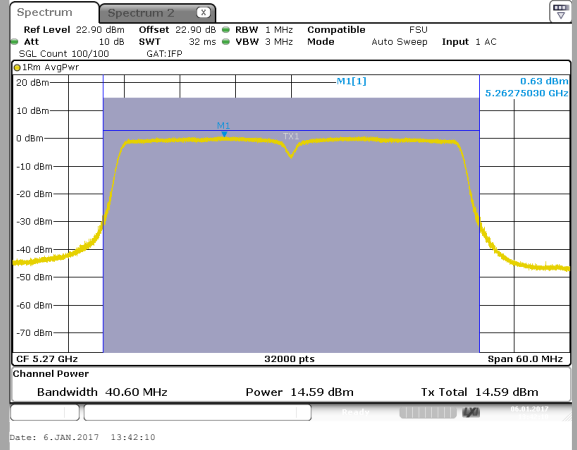 Spectrum Spectrum 2 X
Ref Level 22.90 dBm Offset 22.90 dB RBW 1 MHz Compatible FSU
Att 10 dB SWT 32 ms VBW 3 MHz Mode Auto Sweep Input 1 AC
SGL Count 100/100 GAT:IFP
1Rm AvgPwr
20 dBm M1[1] 0.63 dBm
5.26275030 GHz
10 dBm
M1
TX1
0 dBm
-10 dBm
-20 dBm
-30 dBm
-40 dBm
-50 dBm
-60 dBm
-70 dBm
CF 5.27 GHz 32000 pts Span 60.0 MHz
Channel Power
Bandwidth 40.60 MHz Power 14.59 dBm Tx Total 14.59 dBm
Ready 06.01.2017
Date: 6.JAN.2017 13:42:10